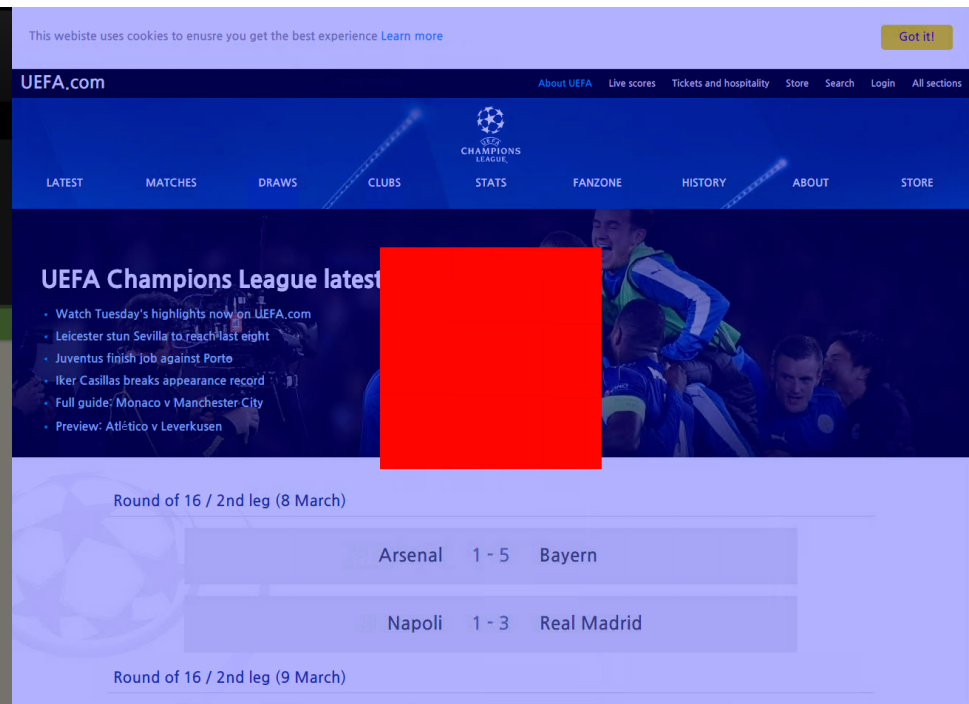 This webiste uses cookies to enusre you get the best experience Learn more
Got it!
UEFA.com
About UEFA Live scores Tickets and hospitality Store Search Login All sections
UEFA
CHAMPIONS
LEAGUE
LATEST MATCHES DRAWS CLUBS STATS FANZONE HISTORY ABOUT STORE
UEFA Champions League latest
Watch Tuesday's highlights now on UEFA.com
Leicester stun Sevilla to reach last eight
Juventus finish job against Porto
Iker Casillas breaks appearance record
Full guide: Monaco v Manchester City
Preview: Atlético v Leverkusen
Round of 16 / 2nd leg (8 March)
Arsenal 1 - 5 Bayern
Napoli 1 - 3 Real Madrid
Round of 16 / 2nd leg (9 March)